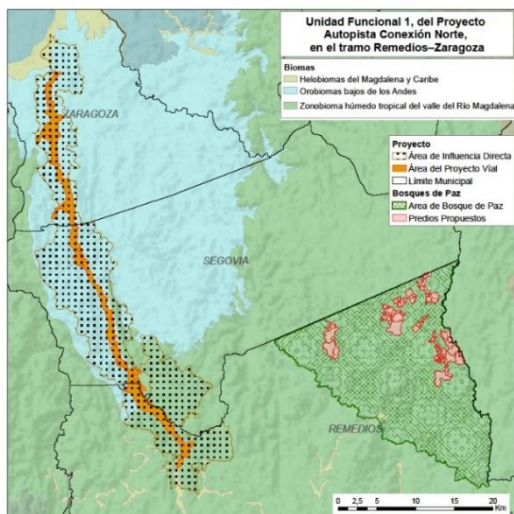 Unidad Funcional 1, del Proyecto
Autopista Conexión Norte,
en el tramo Remedios–Zaragoza
Biomas
Helobiomas del Magdalena y Caribe
Orobiomas bajos de los Andes
Zonobioma húmedo tropical del valle del Río Magdalena
ZARAGOZA
Proyecto
Área de Influencia Directa
Área del Proyecto Vial
Límite Municipal
Bosques de Paz
Area de Bosque de Paz
Predios Propuestos
SEGOVIA
REMEDIOS
0 2,5 5 10 15 20
Km